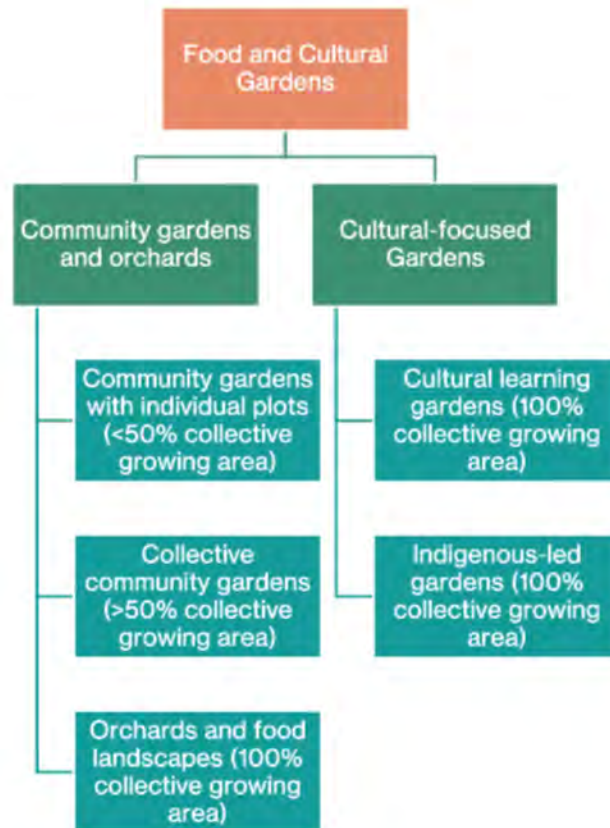 Food and Cultural
Gardens
Community gardens
and orchards
Community gardens
with individual plots
(<50% collective
growing area)
Collective
community gardens
(>50% collective
growing area)
Orchards and food
landscapes (100%
collective growing
area)
Cultural-focused
Gardens
Cultural learning
gardens (100%
collective growing
area)
Indigenous-led
gardens (100%
collective growing
area)